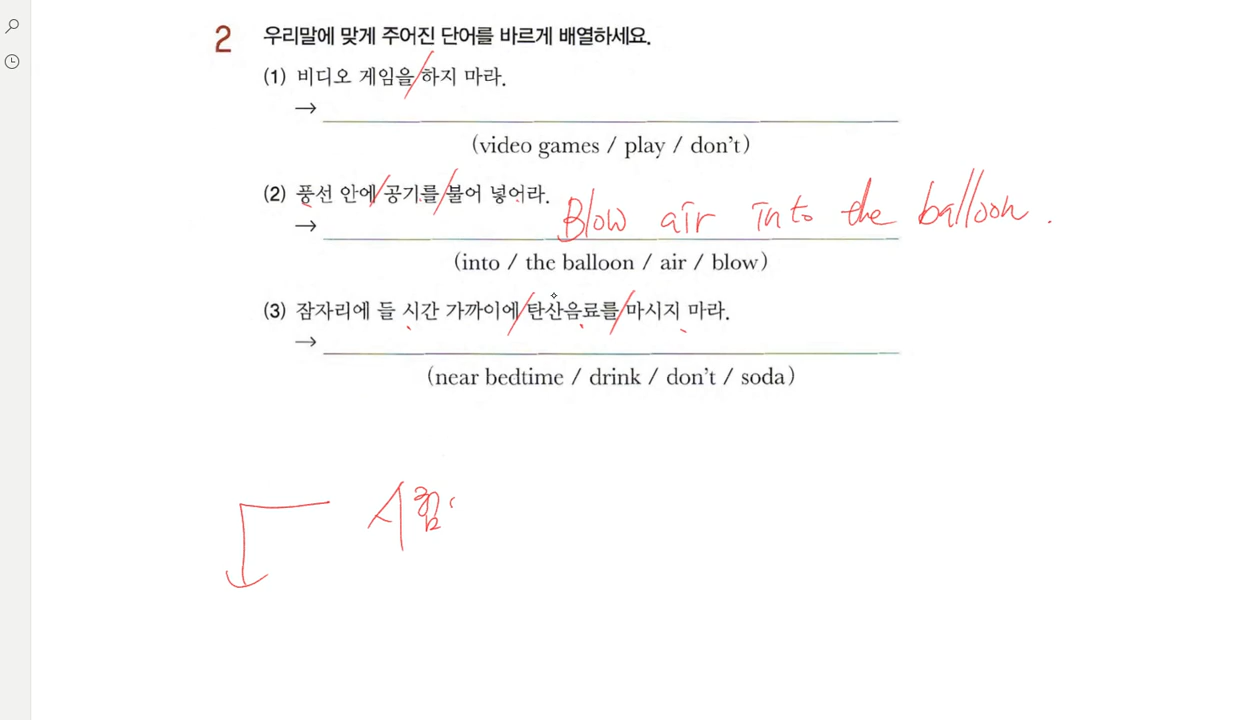 2 우리말에 맞게 주어진 단어를 바르게 배열하세요.
(1) 비디오 게임을 하지 마라.
→
(video games / play / don't)
(2) 풍선 안에 공기를 불어 넣어라.
→ Blow air into the balloon.
(into / the balloon / air / blow)
(3) 잠자리에 들 시간 가까이에 탄산음료를 마시지 마라.
→
(near bedtime / drink / don't / soda)
시험